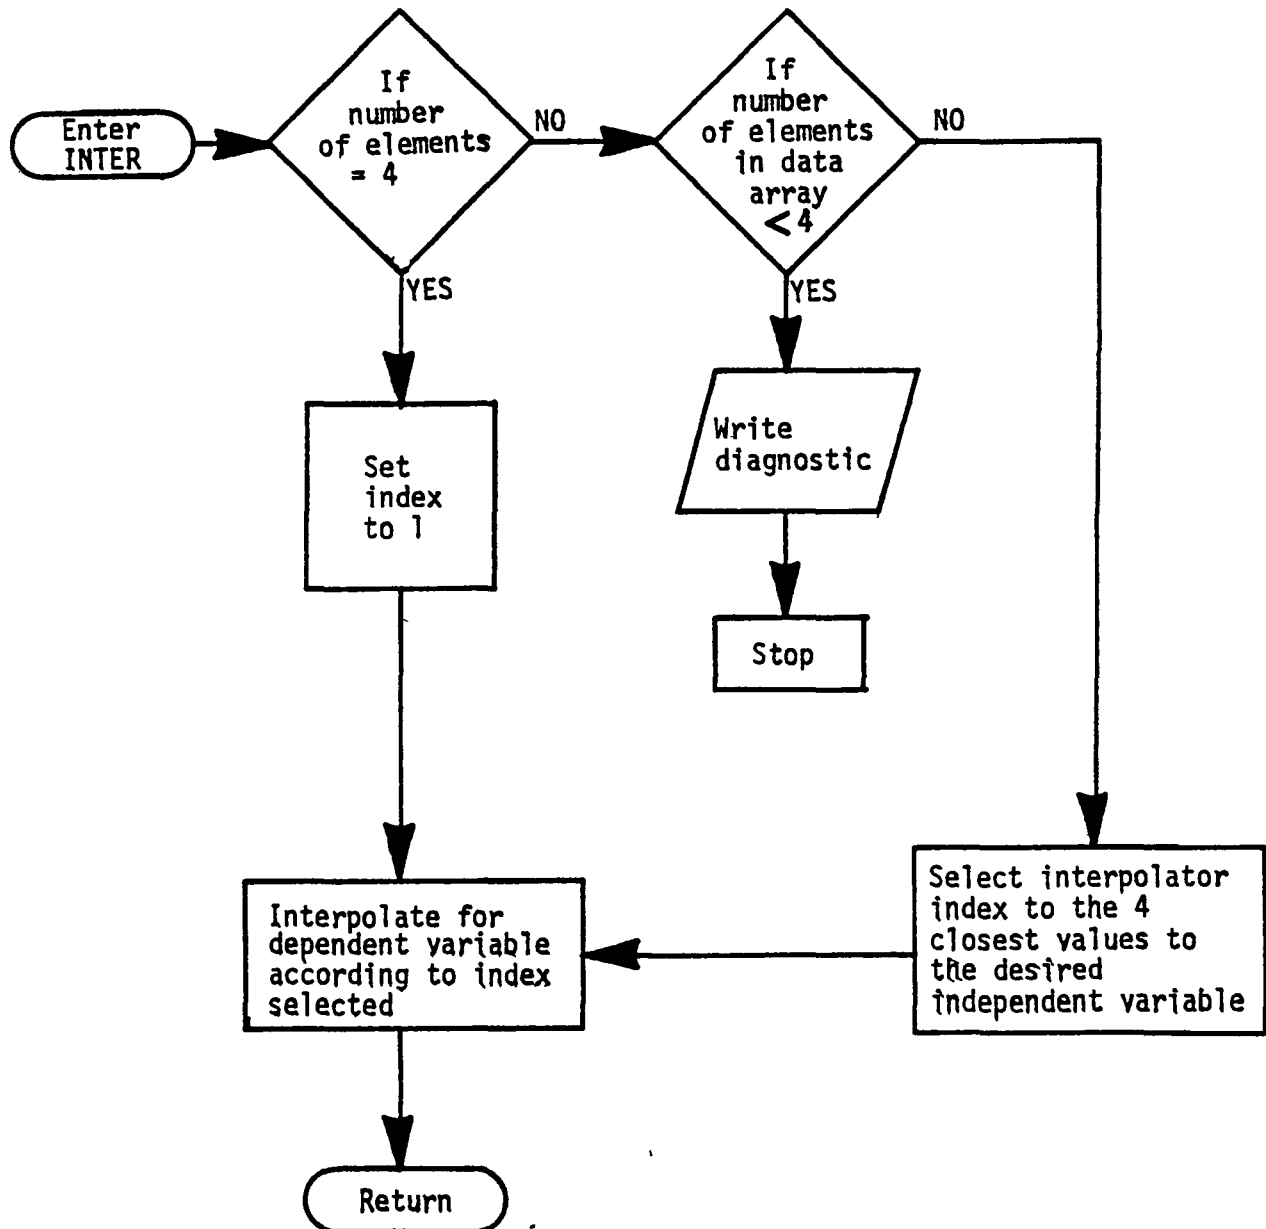 Enter
INTER
If
number
of elements
= 4
NO
If
number
of elements
in data
array
< 4
NO
YES
YES
Set
index
to 1
Write
diagnostic
Stop
Interpolate for
dependent variable
according to index
selected
Select interpolator
index to the 4
closest values to
the desired
independent variable
Return